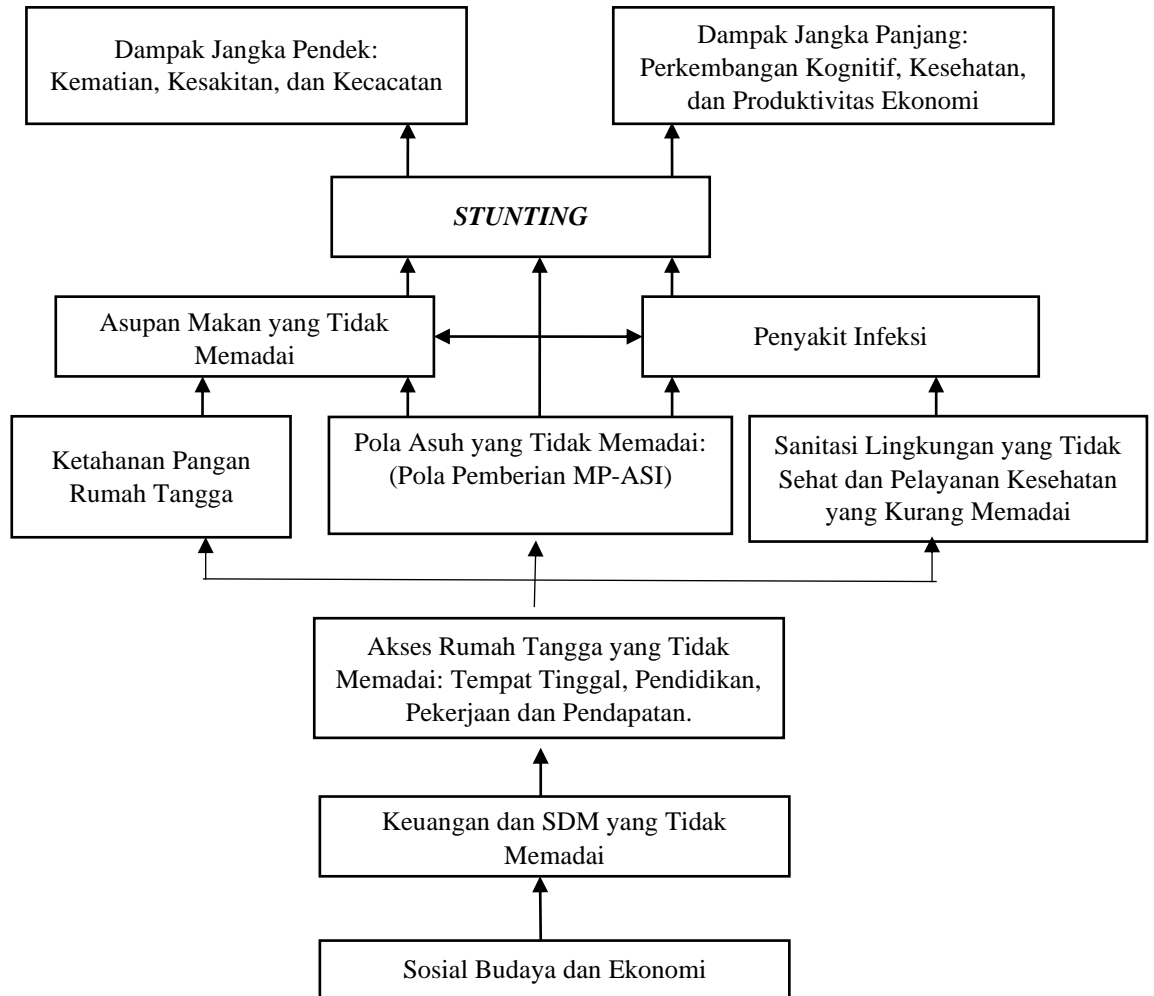 Dampak Jangka Pendek:
Kematian, Kesakitan, dan Kecacatan
Dampak Jangka Panjang:
Perkembangan Kognitif, Kesehatan,
dan Produktivitas Ekonomi
STUNTING
Asupan Makan yang Tidak
Memadai
Penyakit Infeksi
Ketahanan Pangan
Rumah Tangga
Pola Asuh yang Tidak Memadai:
(Pola Pemberian MP-ASI)
Sanitasi Lingkungan yang Tidak
Sehat dan Pelayanan Kesehatan
yang Kurang Memadai
Akses Rumah Tangga yang Tidak
Memadai: Tempat Tinggal, Pendidikan,
Pekerjaan dan Pendapatan.
Keuangan dan SDM yang Tidak
Memadai
Sosial Budaya dan Ekonomi